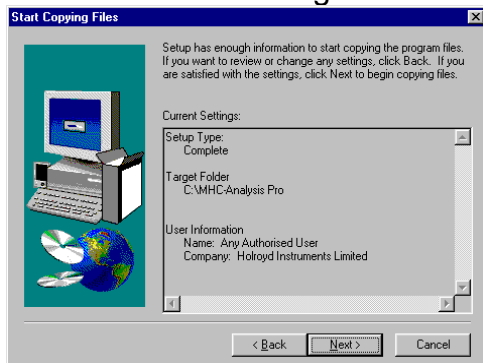 Start Copying Files
Setup has enough information to start copying the program files.
If you want to review or change any settings, click Back. If you
are satisfied with the settings, click Next to begin copying files.
Current Settings:
Setup Type:
Complete
Target Folder
C:\MHC-Analysis Pro
User Information
Name: Any Authorised User
Company: Holroyd Instruments Limited
< Back
Next >
Cancel